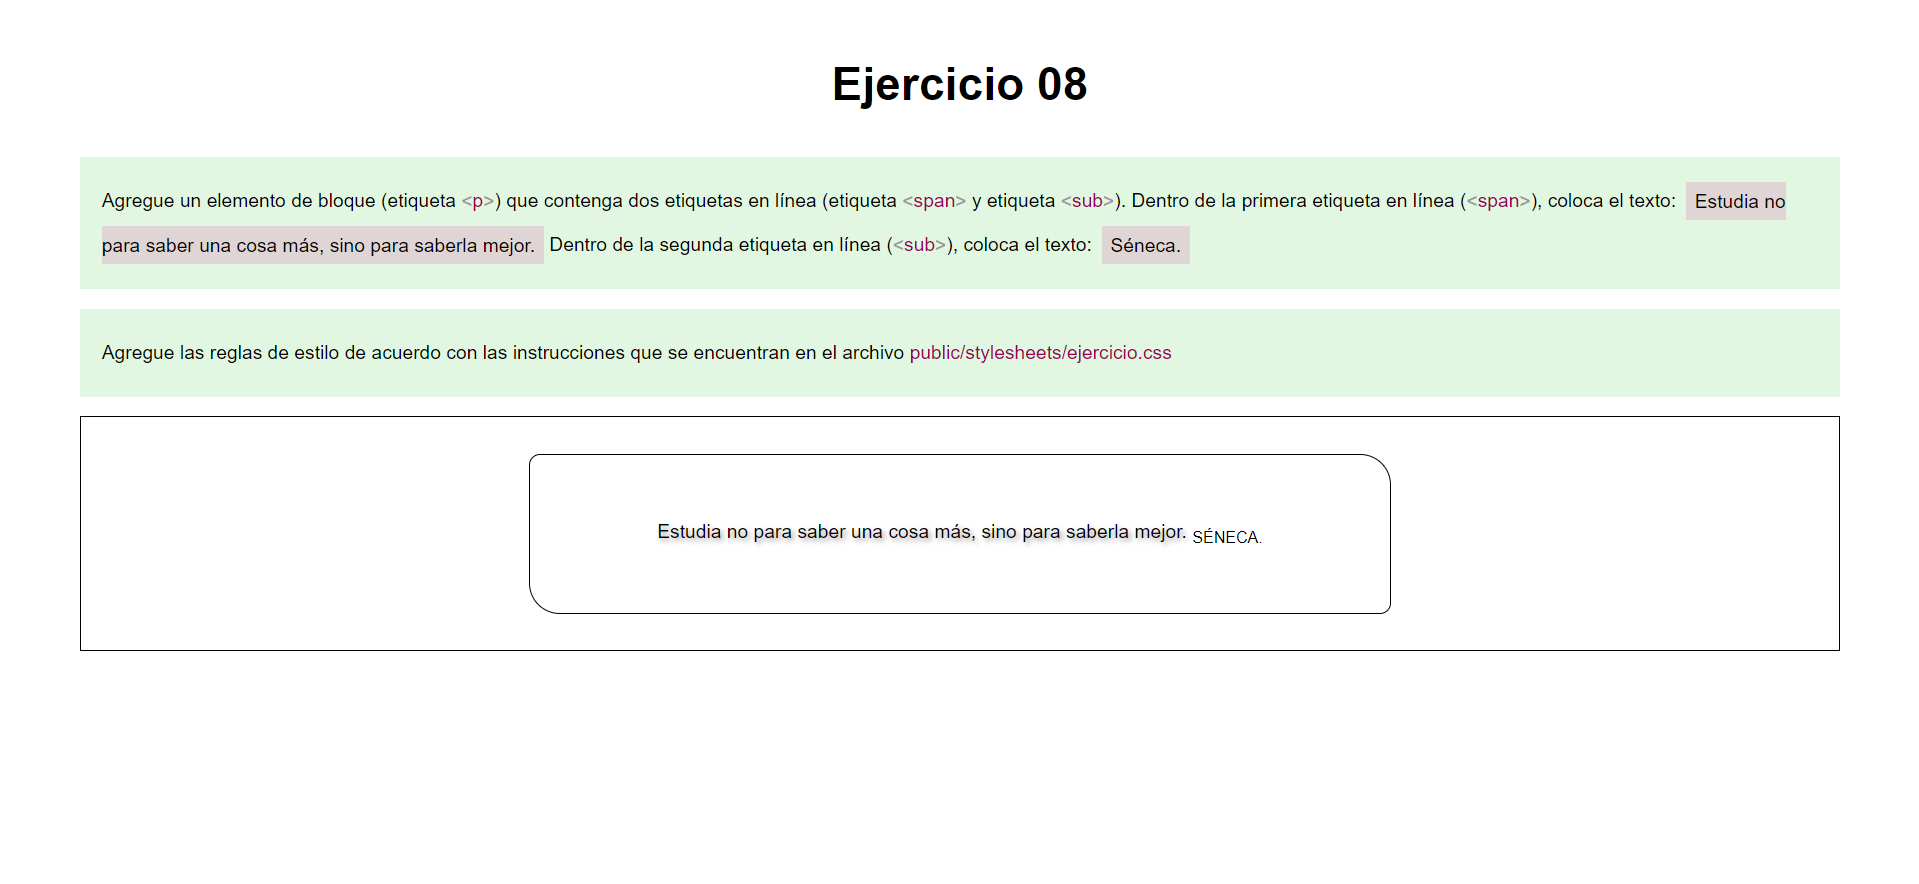 Ejercicio 08
Agregue un elemento de bloque (etiqueta <p>) que contenga dos etiquetas en línea (etiqueta <span> y etiqueta <sub>). Dentro de la primera etiqueta en línea (<span>), coloca el texto: Estudia no
para saber una cosa más, sino para saberla mejor. Dentro de la segunda etiqueta en línea (<sub>), coloca el texto: Séneca.
Agregue las reglas de estilo de acuerdo con las instrucciones que se encuentran en el archivo public/stylesheets/ejercicio.css
Estudia no para saber una cosa más, sino para saberla mejor. SÉNECA.